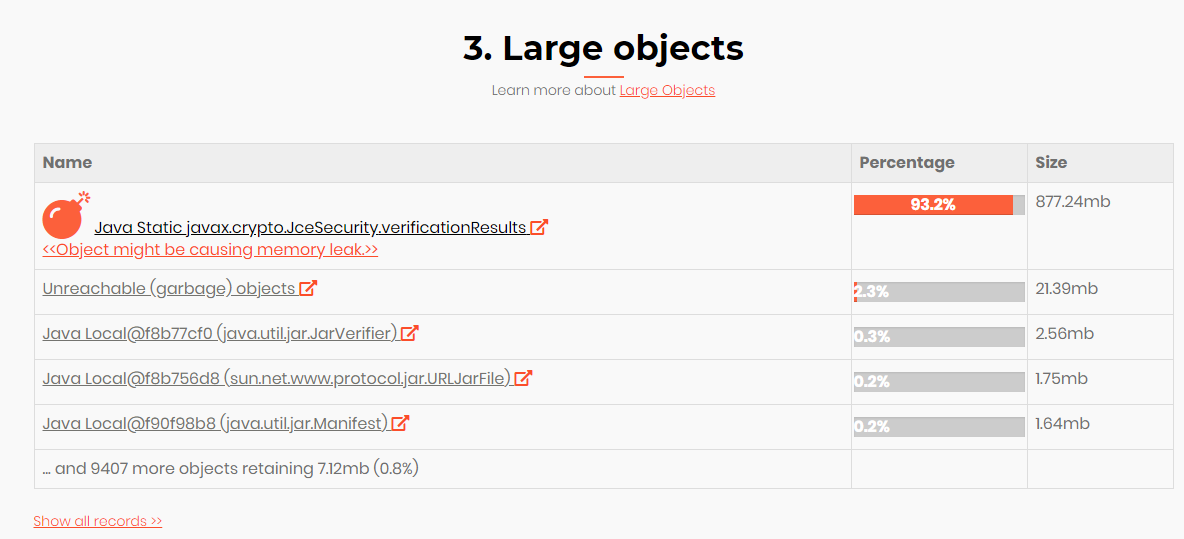 3. Large objects
Learn more about Large Objects
Name Percentage Size
Java Static javax.crypto.JceSecurity.verificationResults 93.2% 877.24mb
<<Object might be causing memory leak.>>
Unreachable (garbage) objects 2.3% 21.39mb
Java Local@f8b77cf0 (java.util.jar.JarVerifier) 0.3% 2.56mb
Java Local@f8b756d8 (sun.net.www.protocol.jar.URLJarFile) 0.2% 1.75mb
Java Local@f90f98b8 (java.util.jar.Manifest) 0.2% 1.64mb
... and 9407 more objects retaining 7.12mb (0.8%)
Show all records >>